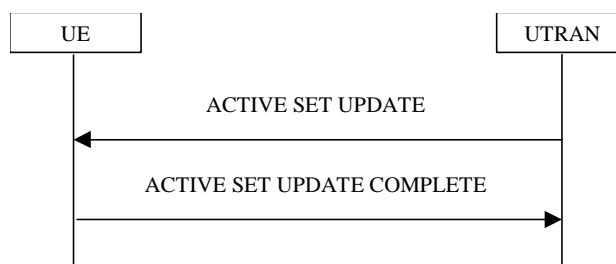 UE
UTRAN
ACTIVE SET UPDATE
ACTIVE SET UPDATE COMPLETE